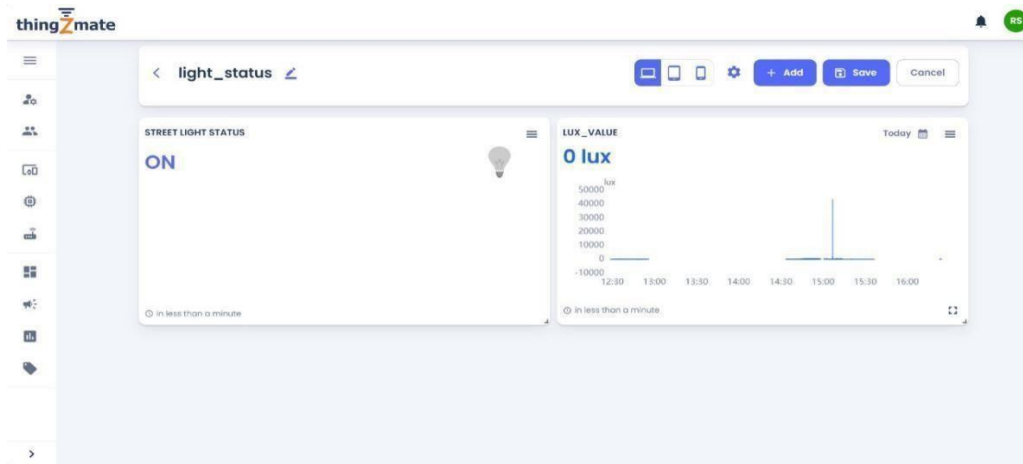 thingZmate
RS
light_status
+ Add
Save
Cancel
STREET LIGHT STATUS
ON
in less than a minute
LUX_VALUE
Today
0 lux
lux
50000
40000
30000
20000
10000
0
-10000
12:30 13:00 13:30 14:00 14:30 15:00 15:30 16:00
in less than a minute